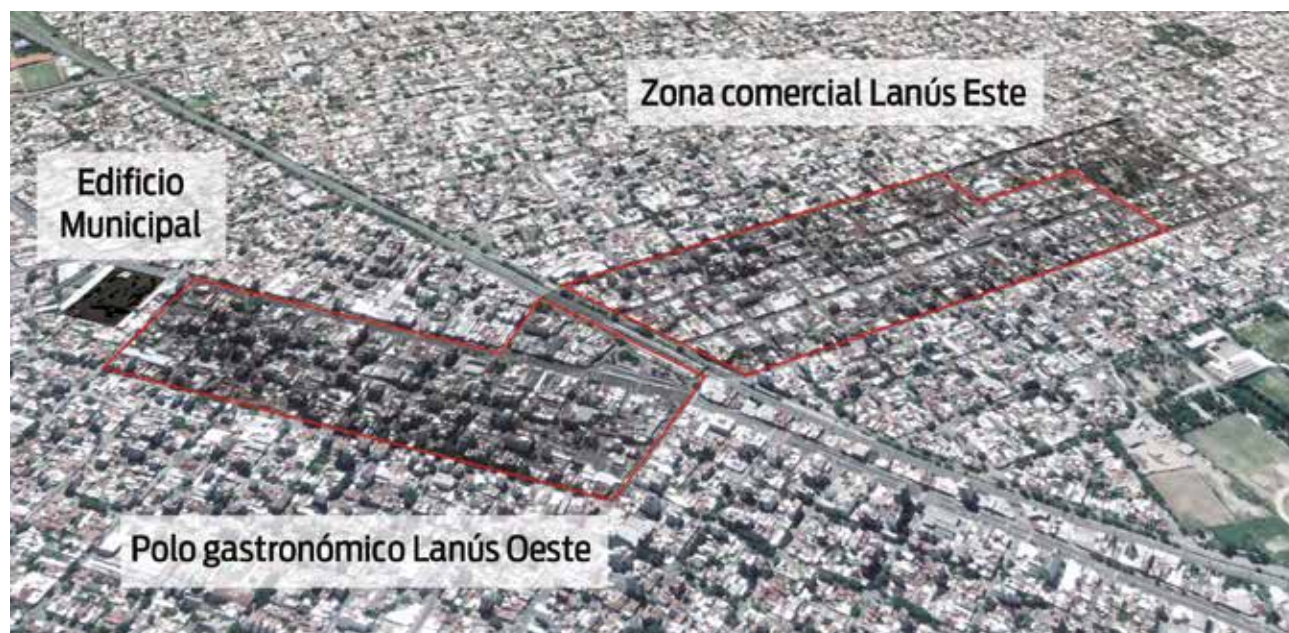 Zona comercial Lanús Este
Edificio
Municipal
Polo gastronómico Lanús Oeste